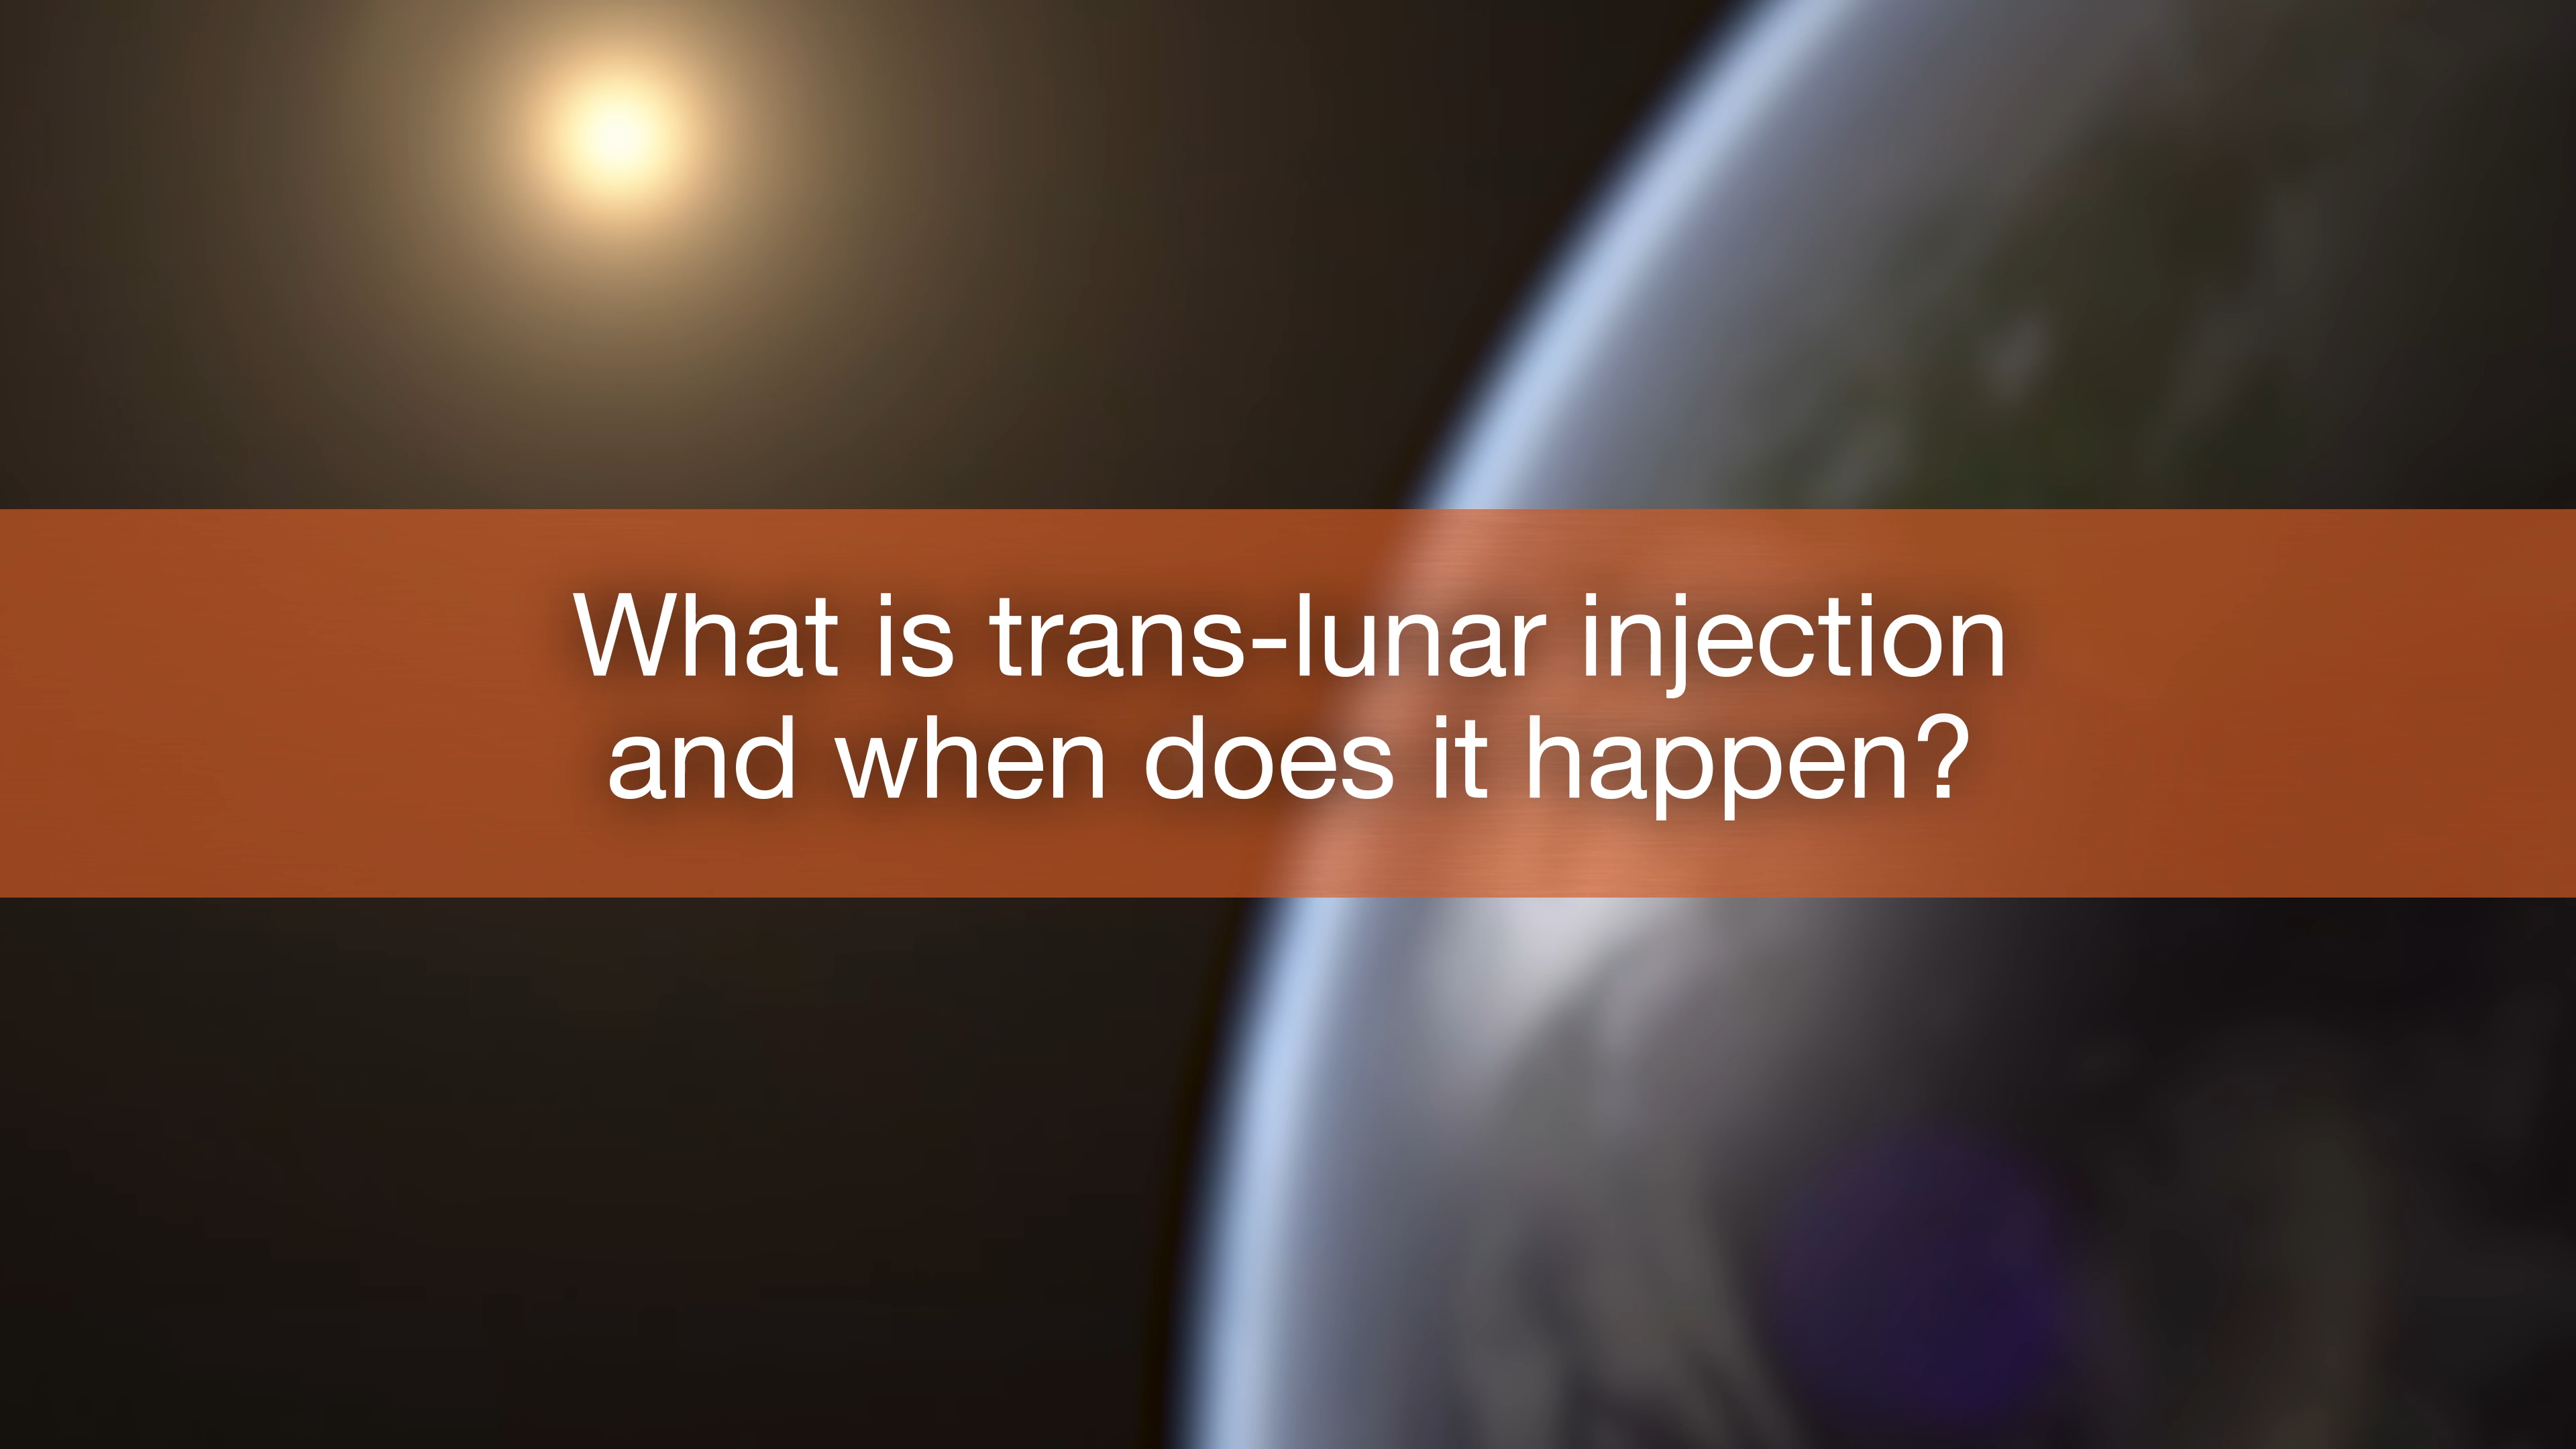 What is trans-lunar injection
and when does it happen?